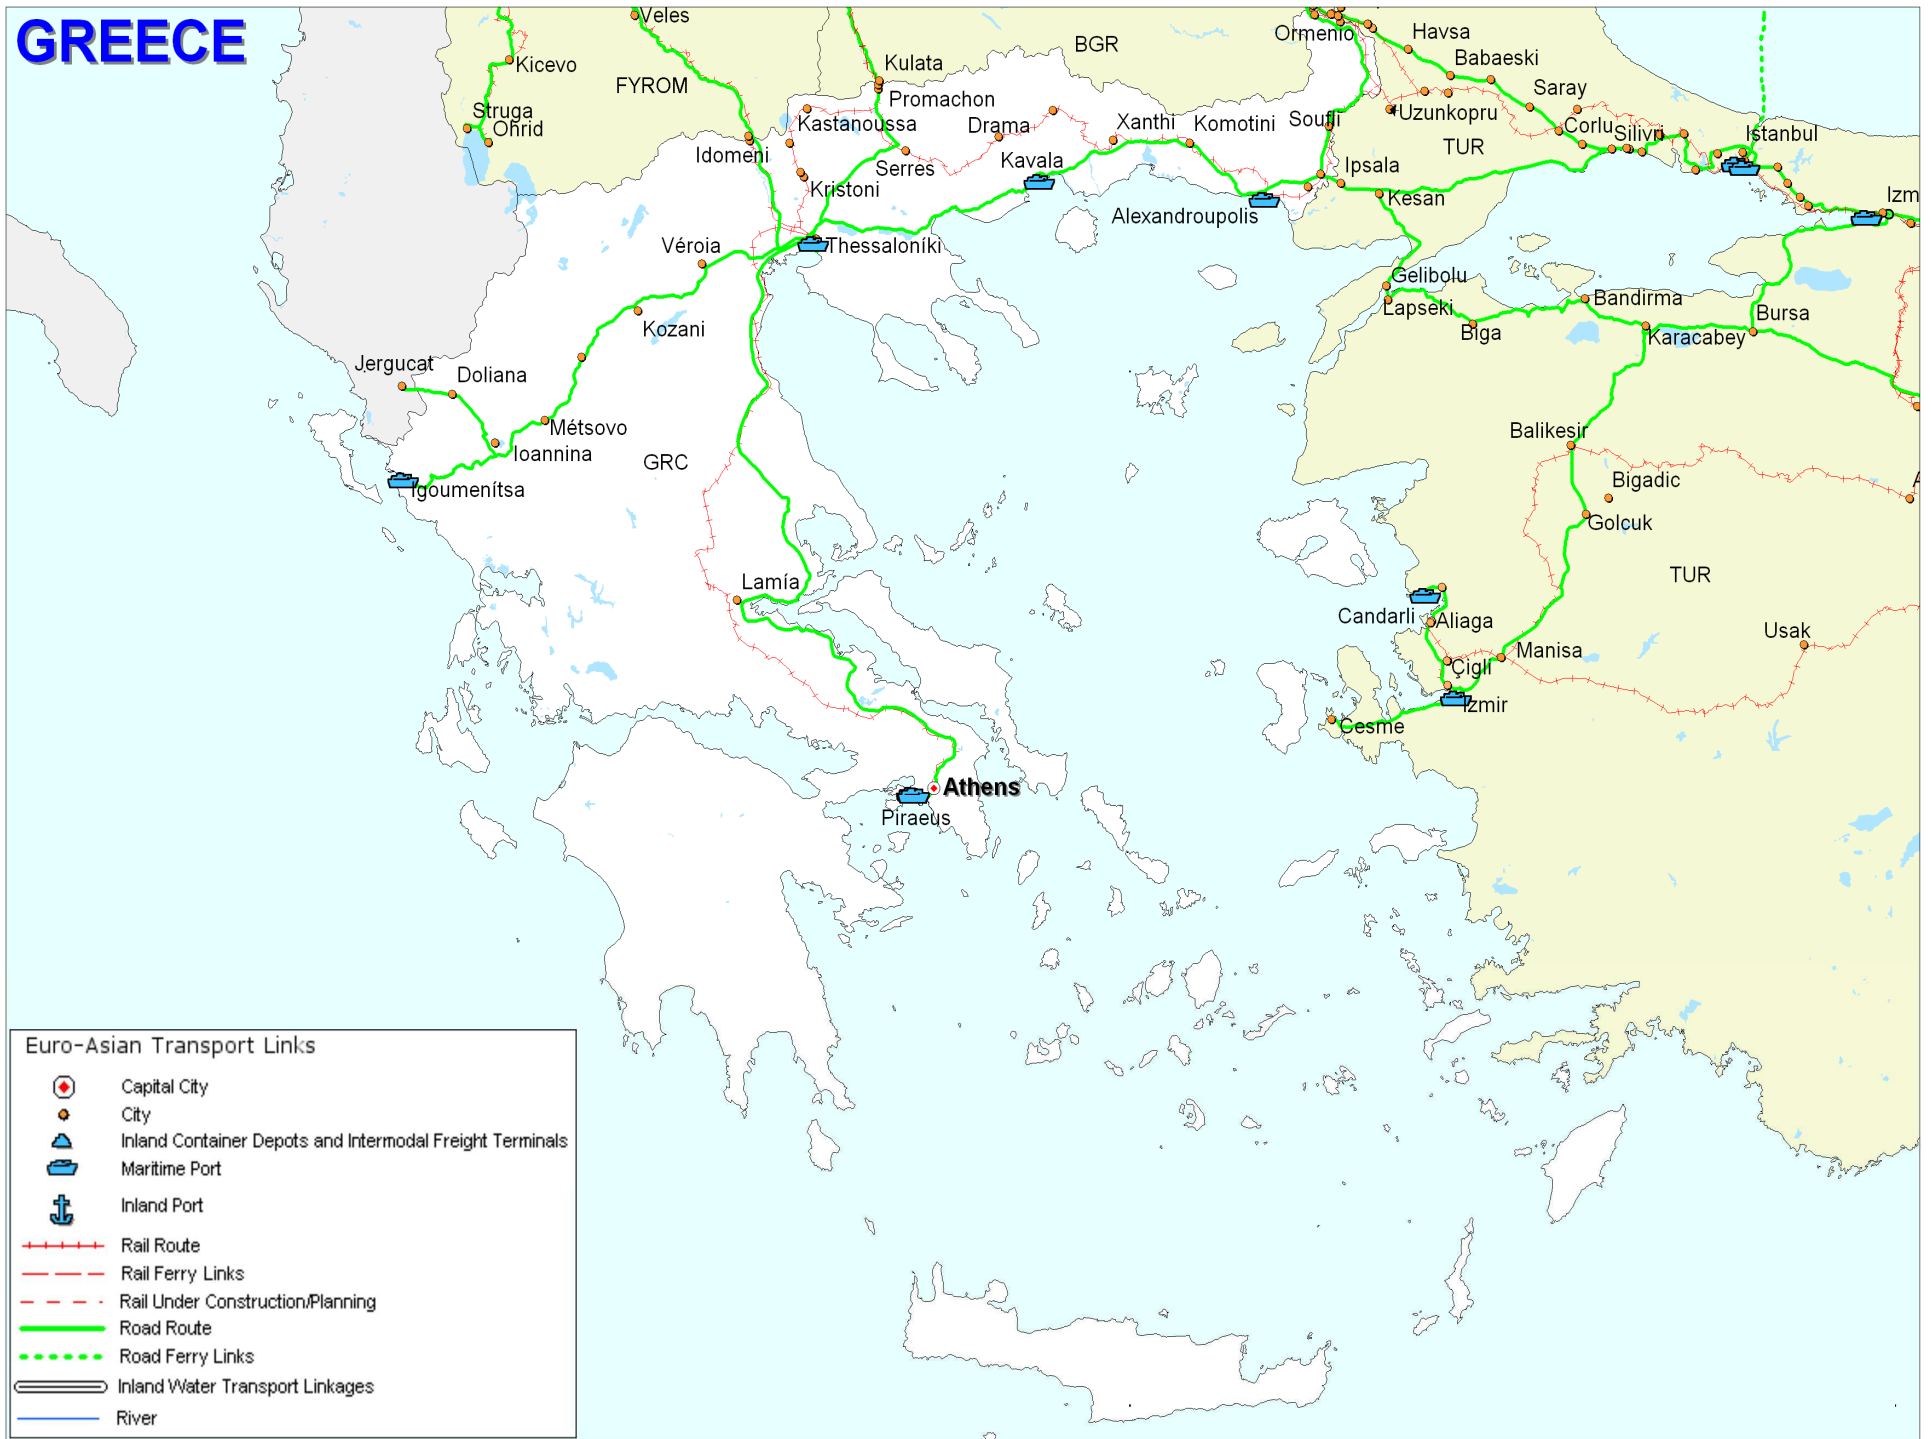 GREECE
Veles
Kicevo
FYROM
Struga
Ohrid
Kulata
BGR
Promachon
Kastanoussa
Drama
Xanthi
Komotini
Soufli
Ormenio
Havsa
Babaeski
Saray
Uzunkopru
Corlu
Silivri
Istanbul
TUR
Idomeni
Kristoni
Serres
Kavala
Ipsala
Kesan
Izm
Alexandroupolis
Véroia
Thessaloníki
Gelibolu
Lapseki
Bandirma
Biga
Karacabey
Bursa
Kozani
Jergucat
Doliana
Métsovo
Ioannina
Igoumenítsa
GRC
Balikesir
Bigadic
Golcuk
A
TUR
Lamía
Candarli
Aliaga
Usak
Manisa
Çigli
Izmir
Cesme
Athens
Piraeus
Euro-Asian Transport Links
Capital City
City
Inland Container Depots and Intermodal Freight Terminals
Maritime Port
Inland Port
Rail Route
Rail Ferry Links
Rail Under Construction/Planning
Road Route
Road Ferry Links
Inland Water Transport Linkages
River